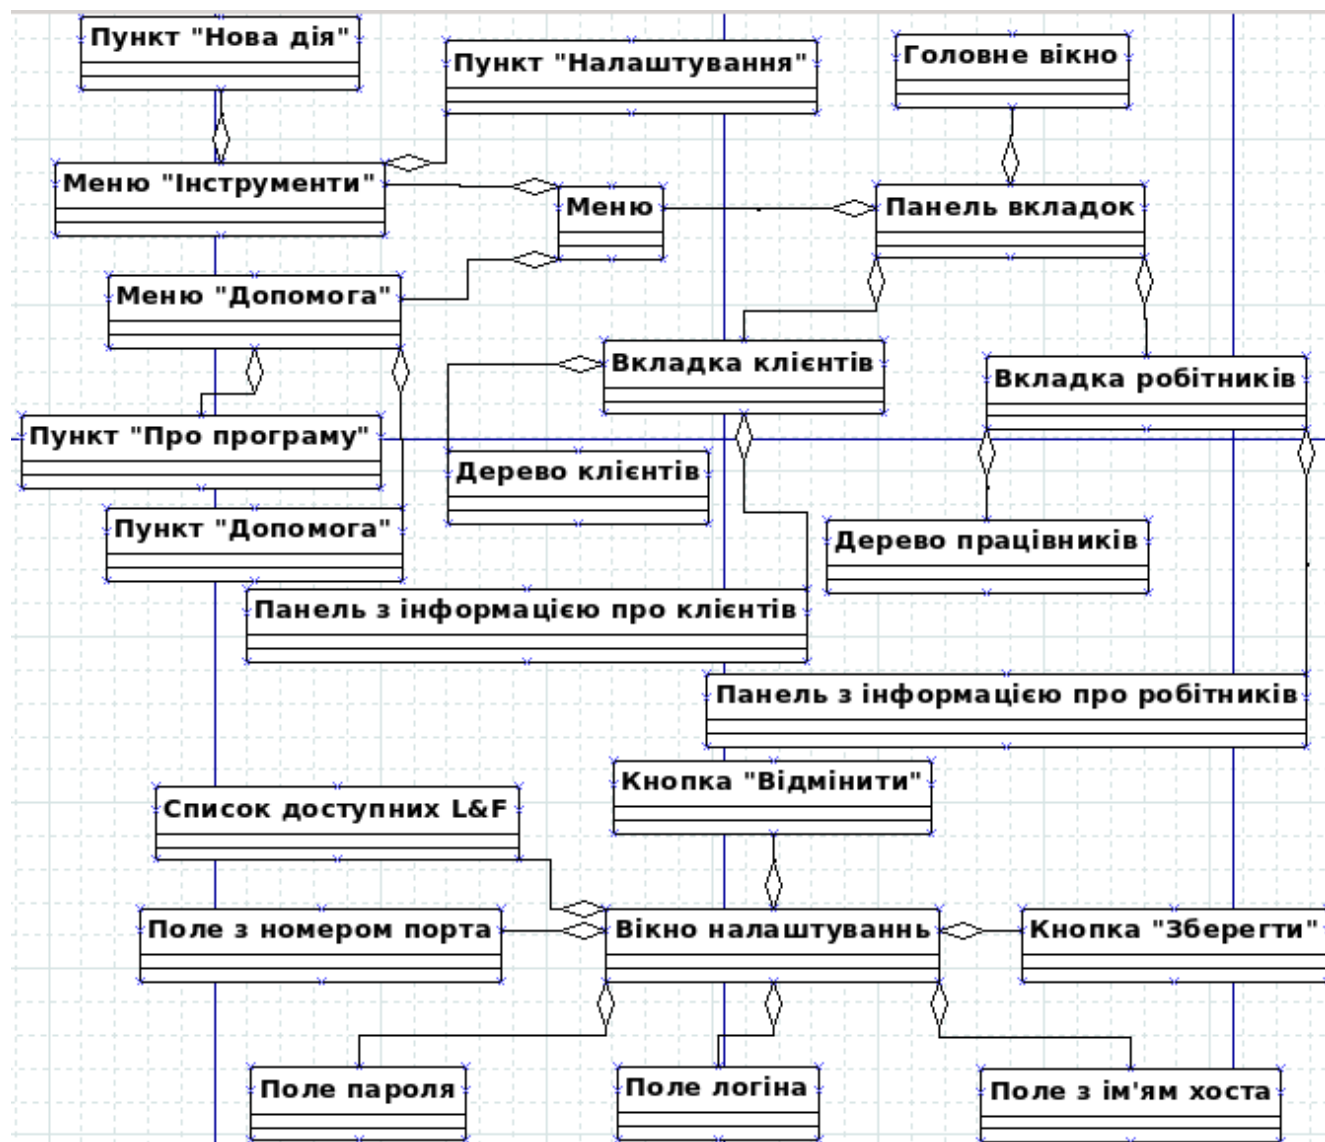 Пункт "Нова дія"
Пункт "Налаштування"
Головне вікно
Меню "Інструменти"
Меню
Панель вкладок
Меню "Допомога"
Вкладка клієнтів
Вкладка робітників
Пункт "Про програму"
Дерево клієнтів
Пункт "Допомога"
Дерево працівників
Панель з інформацією про клієнтів
Панель з інформацією про робітників
Кнопка "Відмінити"
Список доступних L&F
Поле з номером порта
Вікно налаштуваннь
Кнопка "Зберегти"
Поле пароля
Поле логіна
Поле з ім'ям хоста